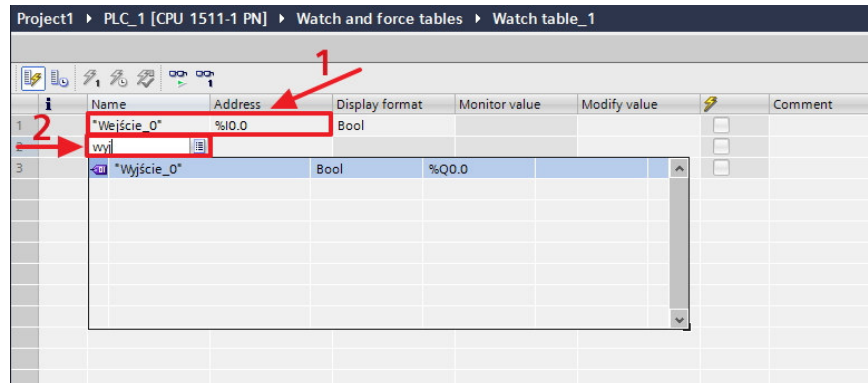 Project1 ▸ PLC_1 [CPU 1511-1 PN] ▸ Watch and force tables ▸ Watch table_1
1
i Name Address Display format Monitor value Modify value Comment
1 "Wejście_0" %I0.0 Bool
2
2 wyj
3 "Wyjście_0" Bool %Q0.0